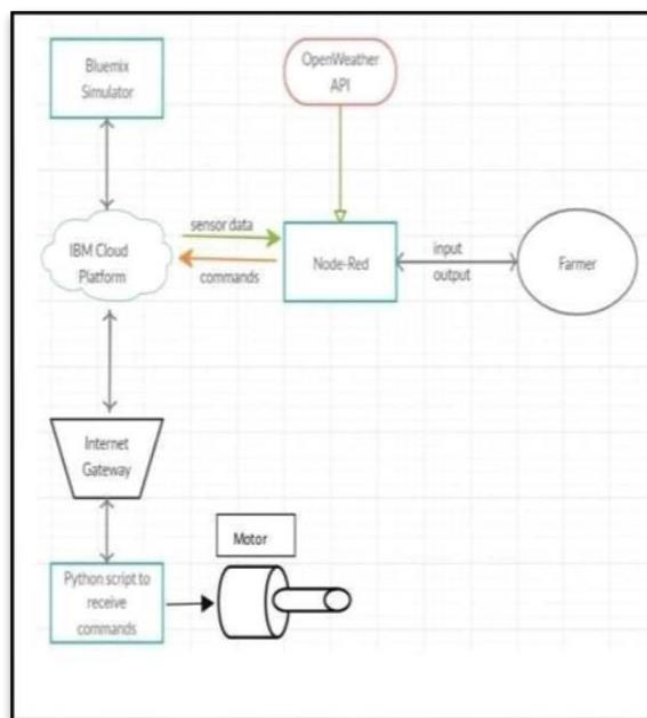 Bluemix
Simulator
OpenWeather
API
IBM Cloud
Platform
sensor data
commands
Node-Red
input
output
Farmer
Internet
Gateway
Motor
Python script to
receive
commands